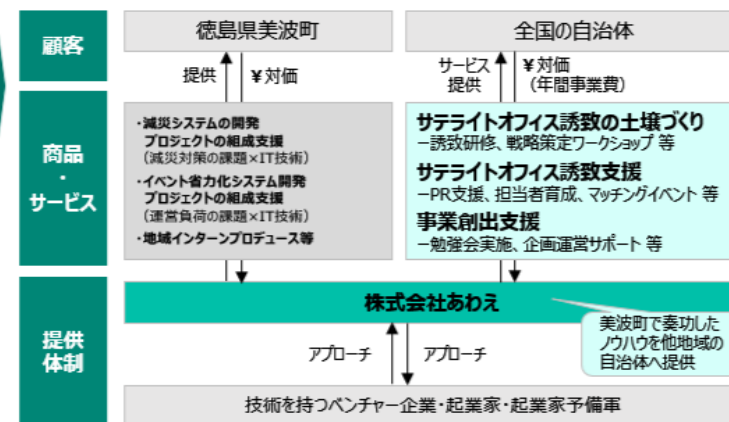 顧客
徳島県美波町
全国の自治体
提供
¥対価
サービス
提供
¥対価
(年間事業費)
商品
・
サービス
・減災システムの開発
プロジェクトの組成支援
(減災対策の課題×IT技術)
・イベント省力化システム開発
プロジェクトの組成支援
(運営負荷の課題×IT技術)
・地域インターンプロデュース等
サテライトオフィス誘致の土壌づくり
－誘致研修、戦略策定ワークショップ 等
サテライトオフィス誘致支援
－PR支援、担当者育成、マッチングイベント 等
事業創出支援
－勉強会実施、企画運営サポート 等
提供
体制
株式会社あわえ
美波町で奏功した
ノウハウを他地域の
自治体へ提供
アプローチ
アプローチ
技術を持つベンチャー企業・起業家・起業家予備軍